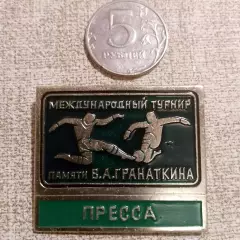 5
РУБЛЕЙ
МЕЖДУНАРОДНЫЙ ТУРНИР
ПАМЯТИ В.А.ГРАНАТКИНА
ПРЕССА